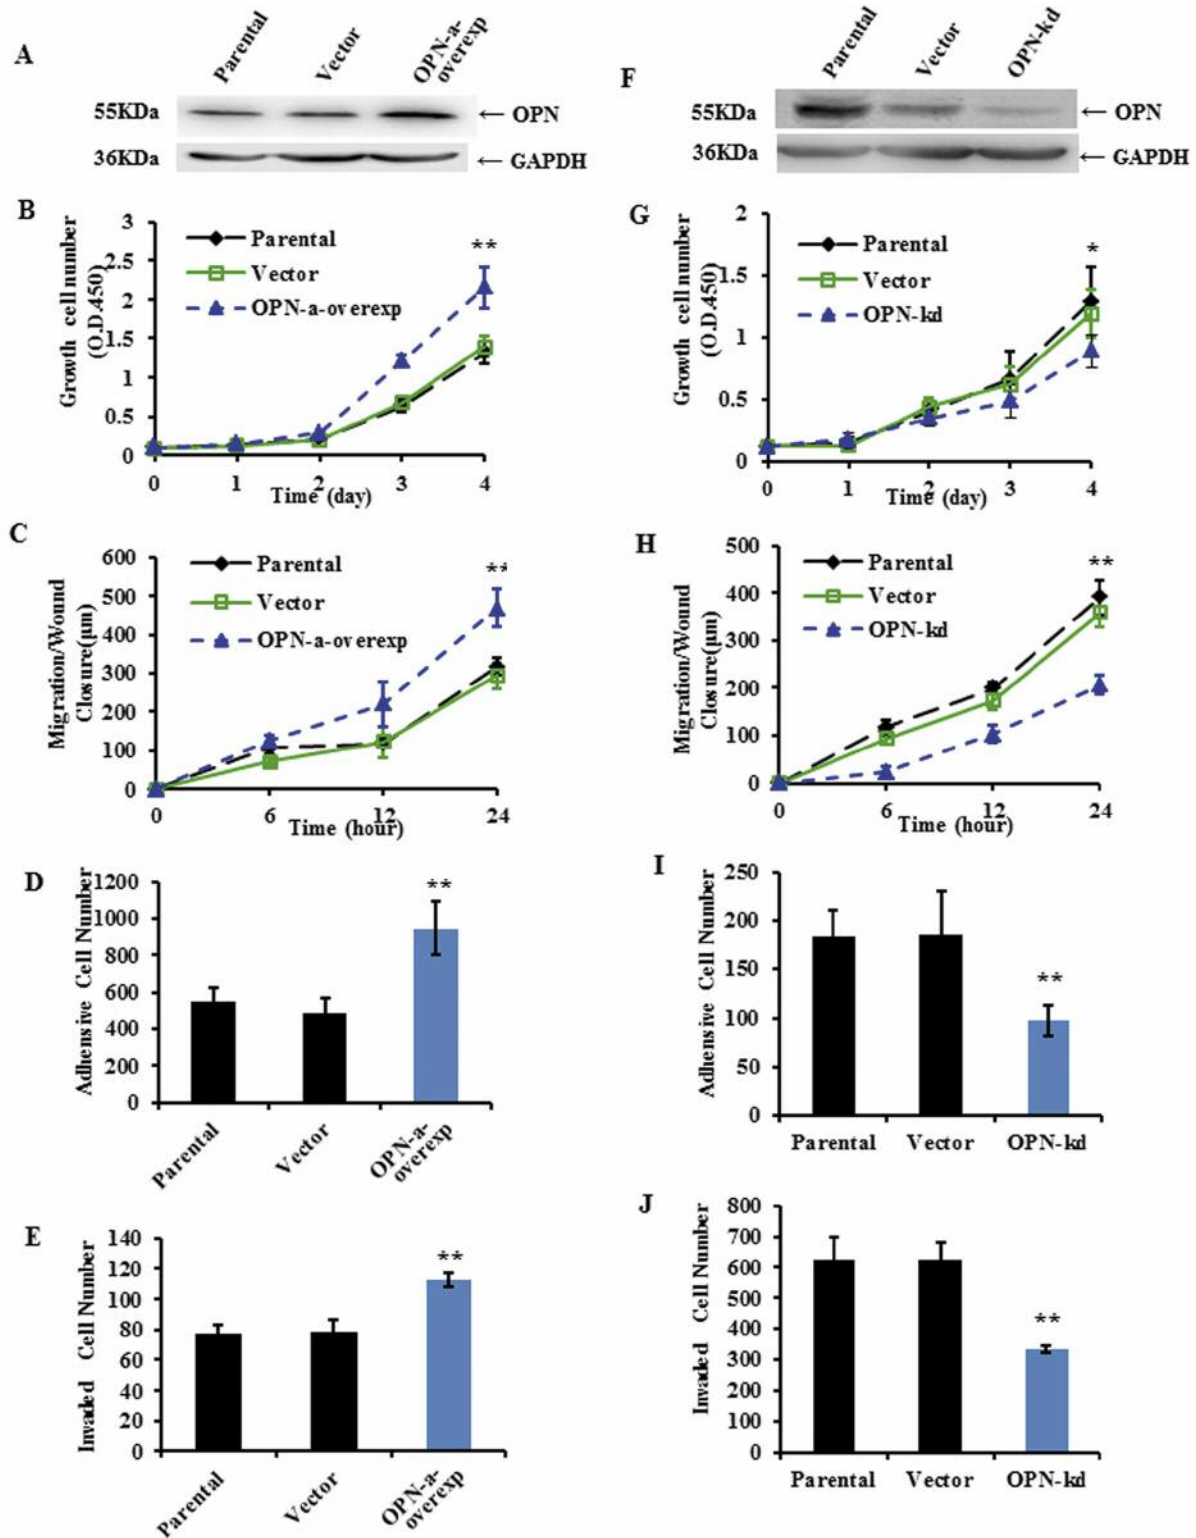 A
Parental
Vector
OPN-a-
overexp
55KDa
← OPN
36KDa
← GAPDH
F
Parental
Vector
OPN-kd
55KDa
← OPN
36KDa
← GAPDH
B
Growth cell number
(O.D.450)
3
2.5
2
1.5
1
0.5
0
Parental
Vector
OPN-a-overexp
**
0 1 2 3 4
Time (day)
G
Growth cell number
(O.D.450)
2
1.5
1
0.5
0
Parental
Vector
OPN-kd
*
0 1 2 3 4
Time (day)
C
Migration/Wound
Closure(μm)
600
500
400
300
200
100
0
Parental
Vector
OPN-a-overexp
**
0 6 12 24
Time (hour)
H
Migration/Wound
Closure(μm)
500
400
300
200
100
0
Parental
Vector
OPN-kd
**
0 6 12 24
Time (hour)
D
Adhensive Cell Number
1200
1000
800
600
400
200
0
**
Parental
Vector
OPN-a-
overexp
I
Adhensive Cell Number
250
200
150
100
50
0
**
Parental Vector OPN-kd
E
Invaded Cell Number
140
120
100
80
60
40
20
0
**
Parental
Vector
OPN-a-
overexp
J
Invaded Cell Number
800
700
600
500
400
300
200
100
0
**
Parental Vector OPN-kd